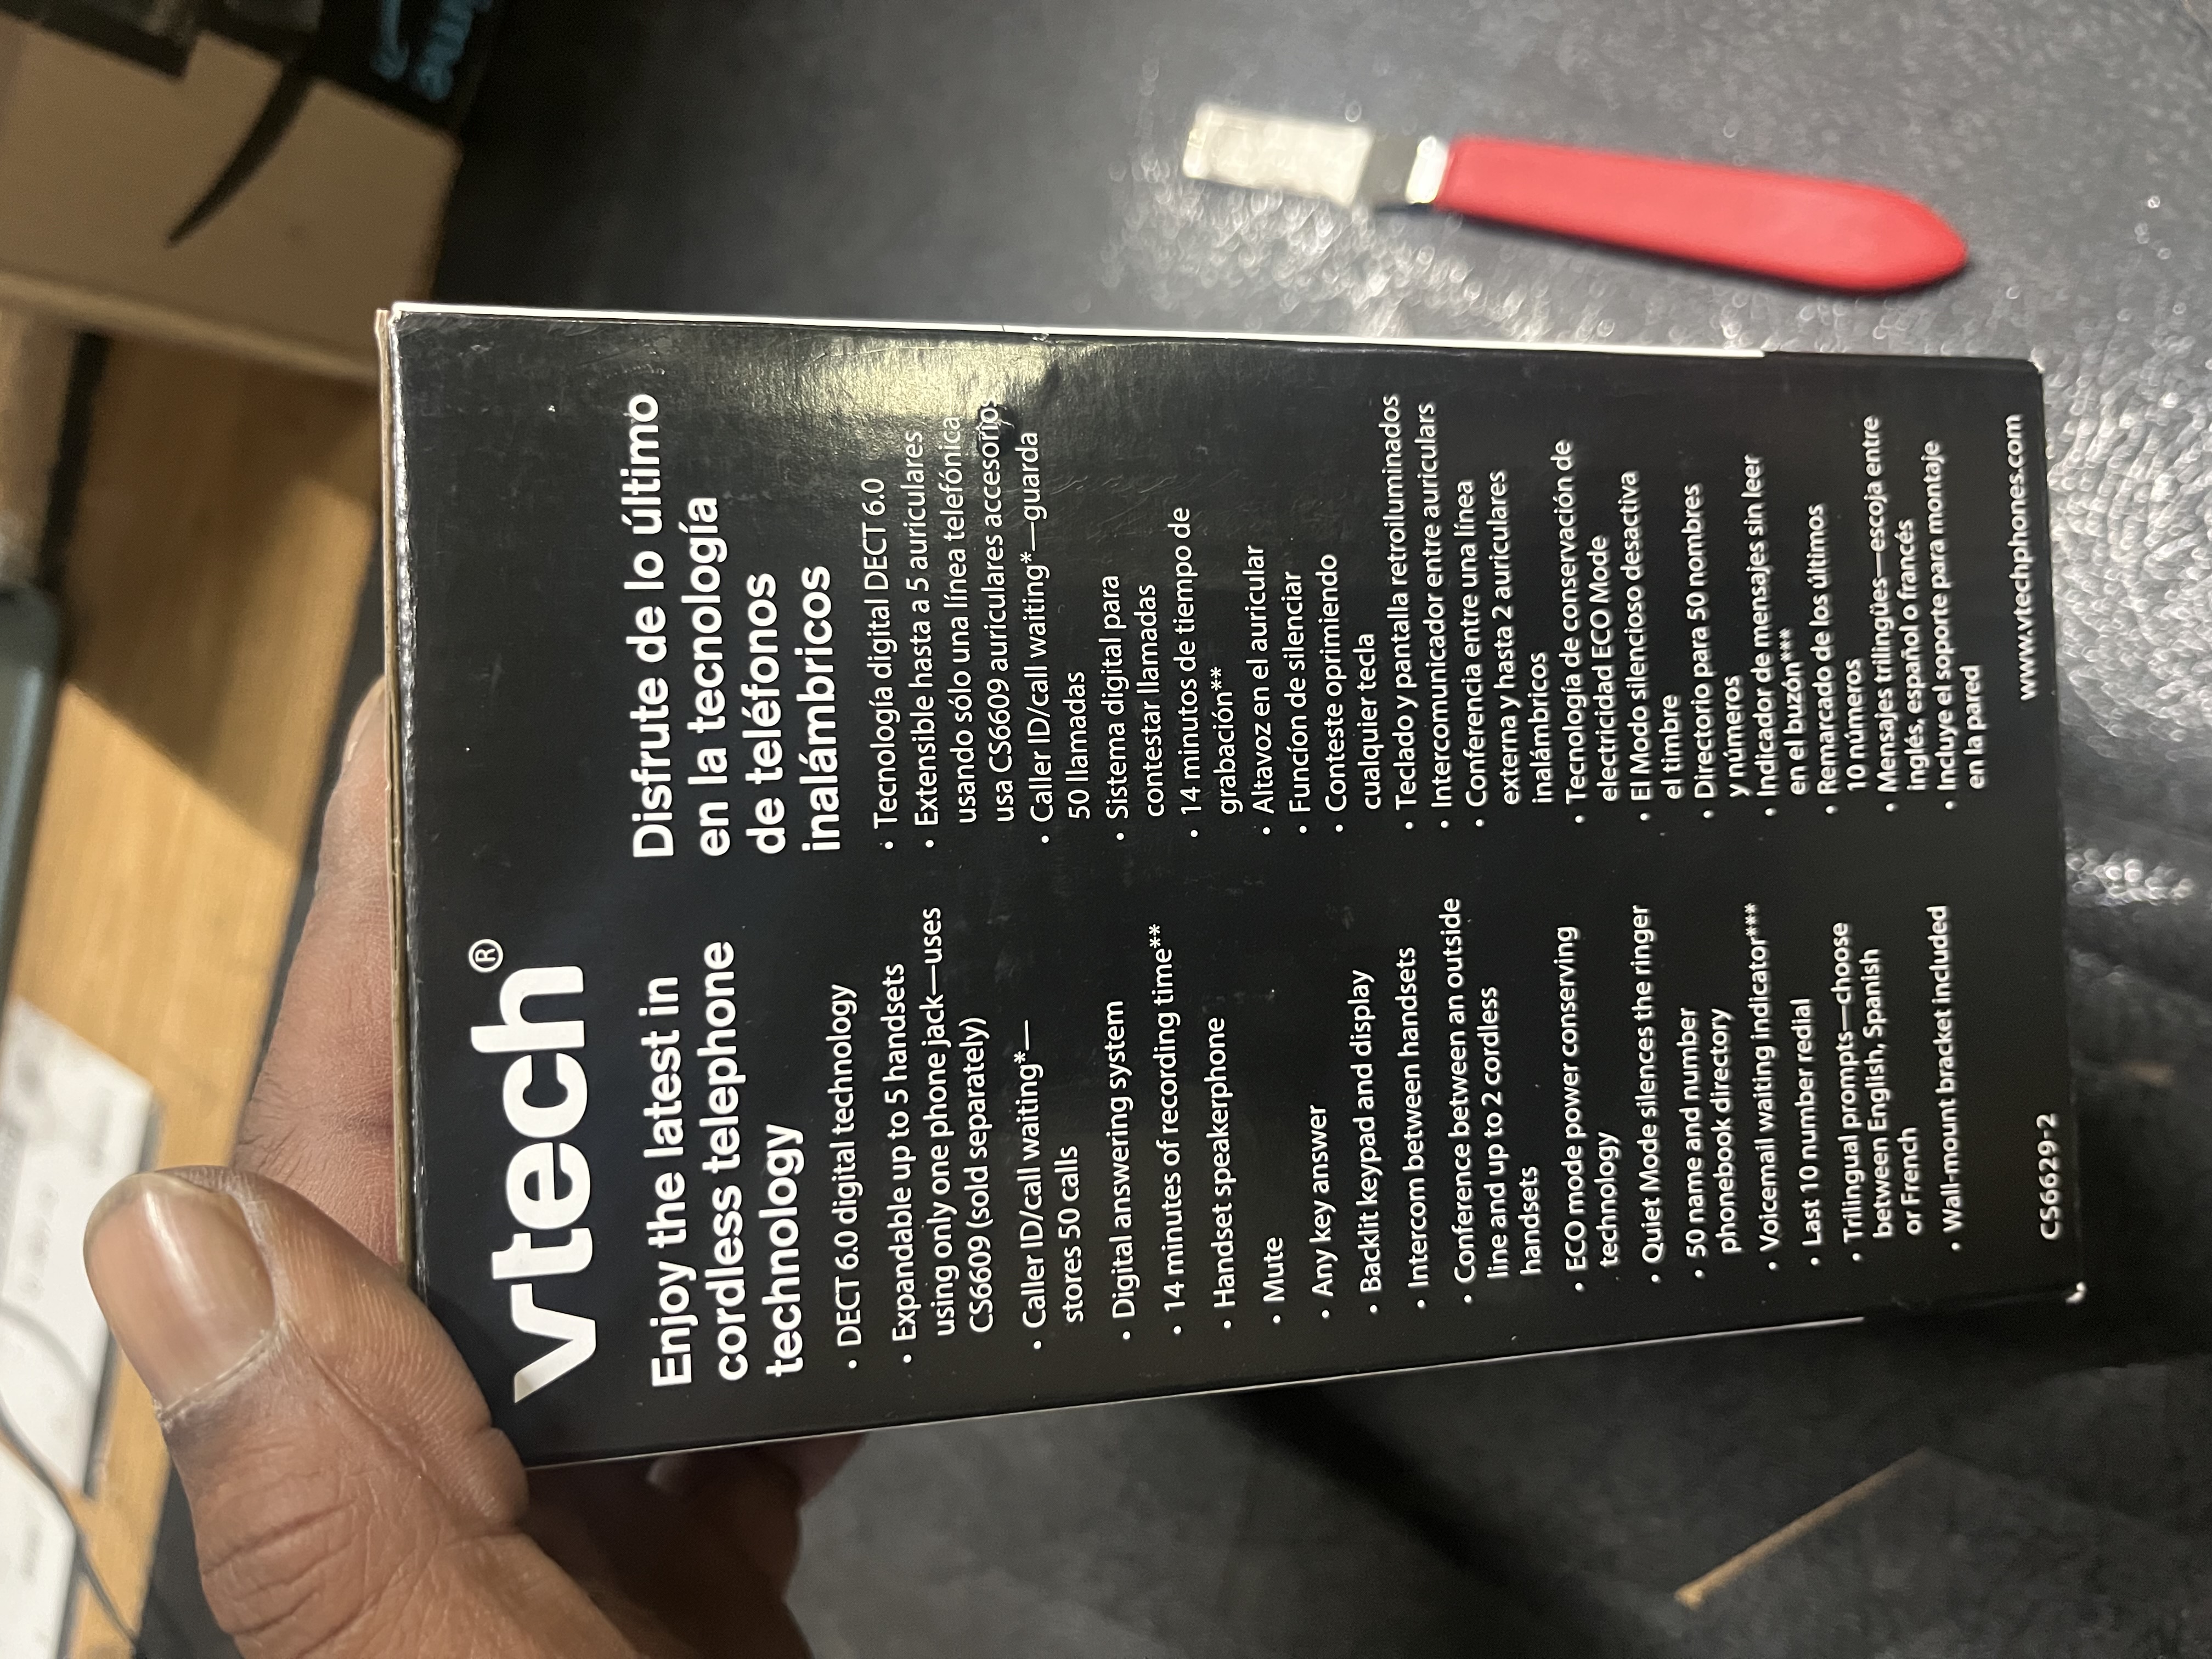 vtech®
Enjoy the latest in
cordless telephone
technology
• DECT 6.0 digital technology
• Expandable up to 5 handsets
using only one phone jack—uses
CS6609 (sold separately)
• Caller ID/call waiting*—
stores 50 calls
• Digital answering system
• 14 minutes of recording time**
• Handset speakerphone
• Mute
• Any key answer
• Backlit keypad and display
• Intercom between handsets
• Conference between an outside
line and up to 2 cordless
handsets
• ECO mode power conserving
technology
• Quiet Mode silences the ringer
• 50 name and number
phonebook directory
• Voicemail waiting indicator***
• Last 10 number redial
• Trilingual prompts—choose
between English, Spanish
or French
• Wall-mount bracket included
CS6629-2
Disfrute de lo último
en la tecnología
de teléfonos
inalámbricos
• Tecnología digital DECT 6.0
• Extensible hasta a 5 auriculares
usando sólo una línea telefónica
usa CS6609 auriculares accesorios
• Caller ID/call waiting*—guarda
50 llamadas
• Sistema digital para
contestar llamadas
• 14 minutos de tiempo de
grabación**
• Altavoz en el auricular
• Funcíon de silenciar
• Conteste oprimiendo
cualquier tecla
• Teclado y pantalla retroiluminados
• Intercomunicador entre auriculars
• Conferencia entre una línea
externa y hasta 2 auriculares
inalámbricos
• Tecnología de conservación de
electricidad ECO Mode
• El Modo silencioso desactiva
el timbre
• Directorio para 50 nombres
y números
• Indicador de mensajes sin leer
en el buzón***
• Remarcado de los últimos
10 números
• Mensajes trilingües—escoja entre
inglés, español o francés
• Incluye el soporte para montaje
en la pared
www.vtechphones.com